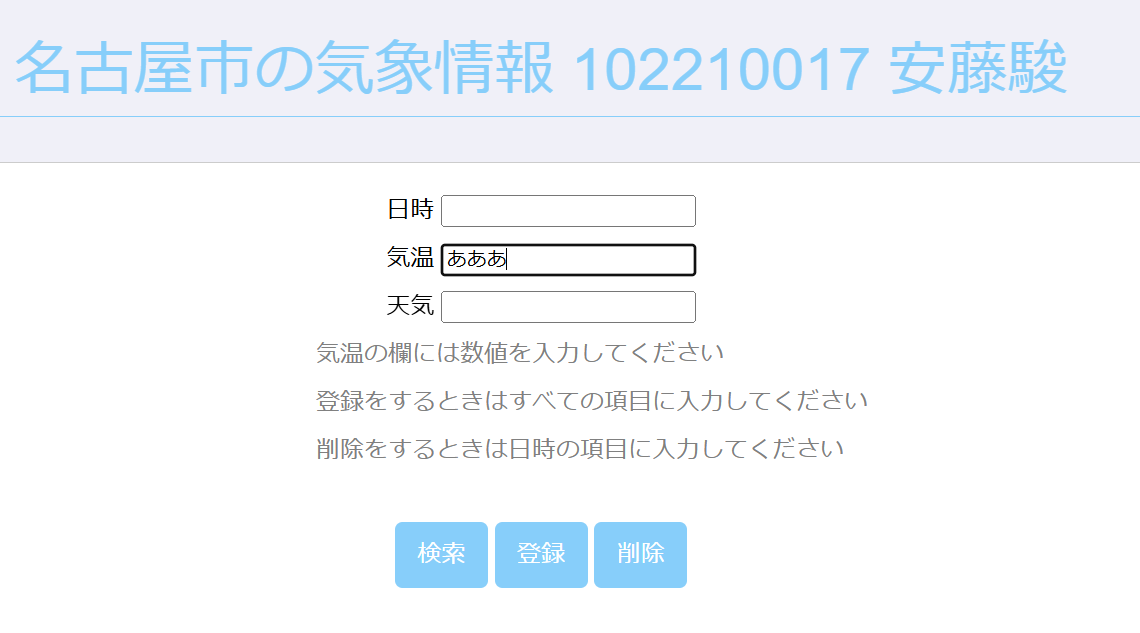 名古屋市の気象情報 102210017 安藤駿
日時
気温 あああ
天気
気温の欄には数値を入力してください
登録をするときはすべての項目に入力してください
削除をするときは日時の項目に入力してください
検索 登録 削除